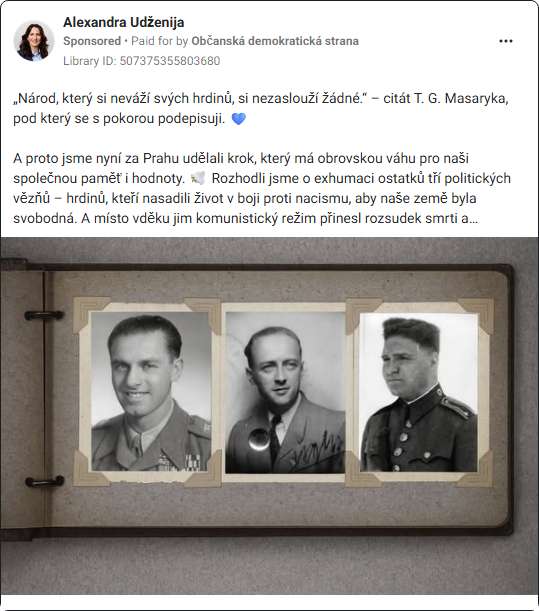 Alexandra Udženija
Sponsored • Paid for by Občanská demokratická strana
Library ID: 507375355803680
„Národ, který si neváží svých hrdinů, si nezaslouží žádné.“ – citát T. G. Masaryka,
pod který se s pokorou podepisuji. 💙
A proto jsme nyní za Prahu udělali krok, který má obrovskou váhu pro naši
společnou paměť i hodnoty. 🕊️ Rozhodli jsme o exhumaci ostatků tří politických
vězňů – hrdinů, kteří nasadili život v boji proti nacismu, aby naše země byla
svobodná. A místo vděku jim komunistický režim přinesl rozsudek smrti a…